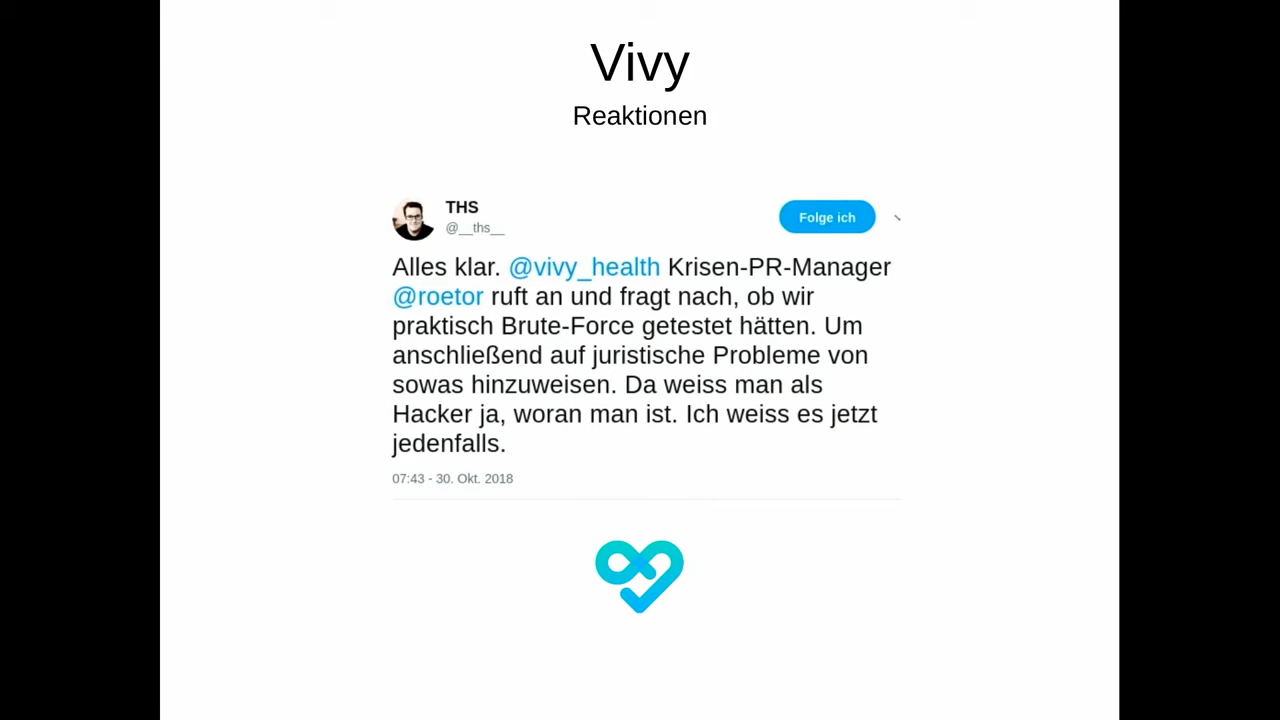 Vivy
Reaktionen
THS
@__ths__
Folge ich
Alles klar. @vivy_health Krisen-PR-Manager
@roetor ruft an und fragt nach, ob wir
praktisch Brute-Force getestet hätten. Um
anschließend auf juristische Probleme von
sowas hinzuweisen. Da weiss man als
Hacker ja, woran man ist. Ich weiss es jetzt
jedenfalls.
07:43 - 30. Okt. 2018